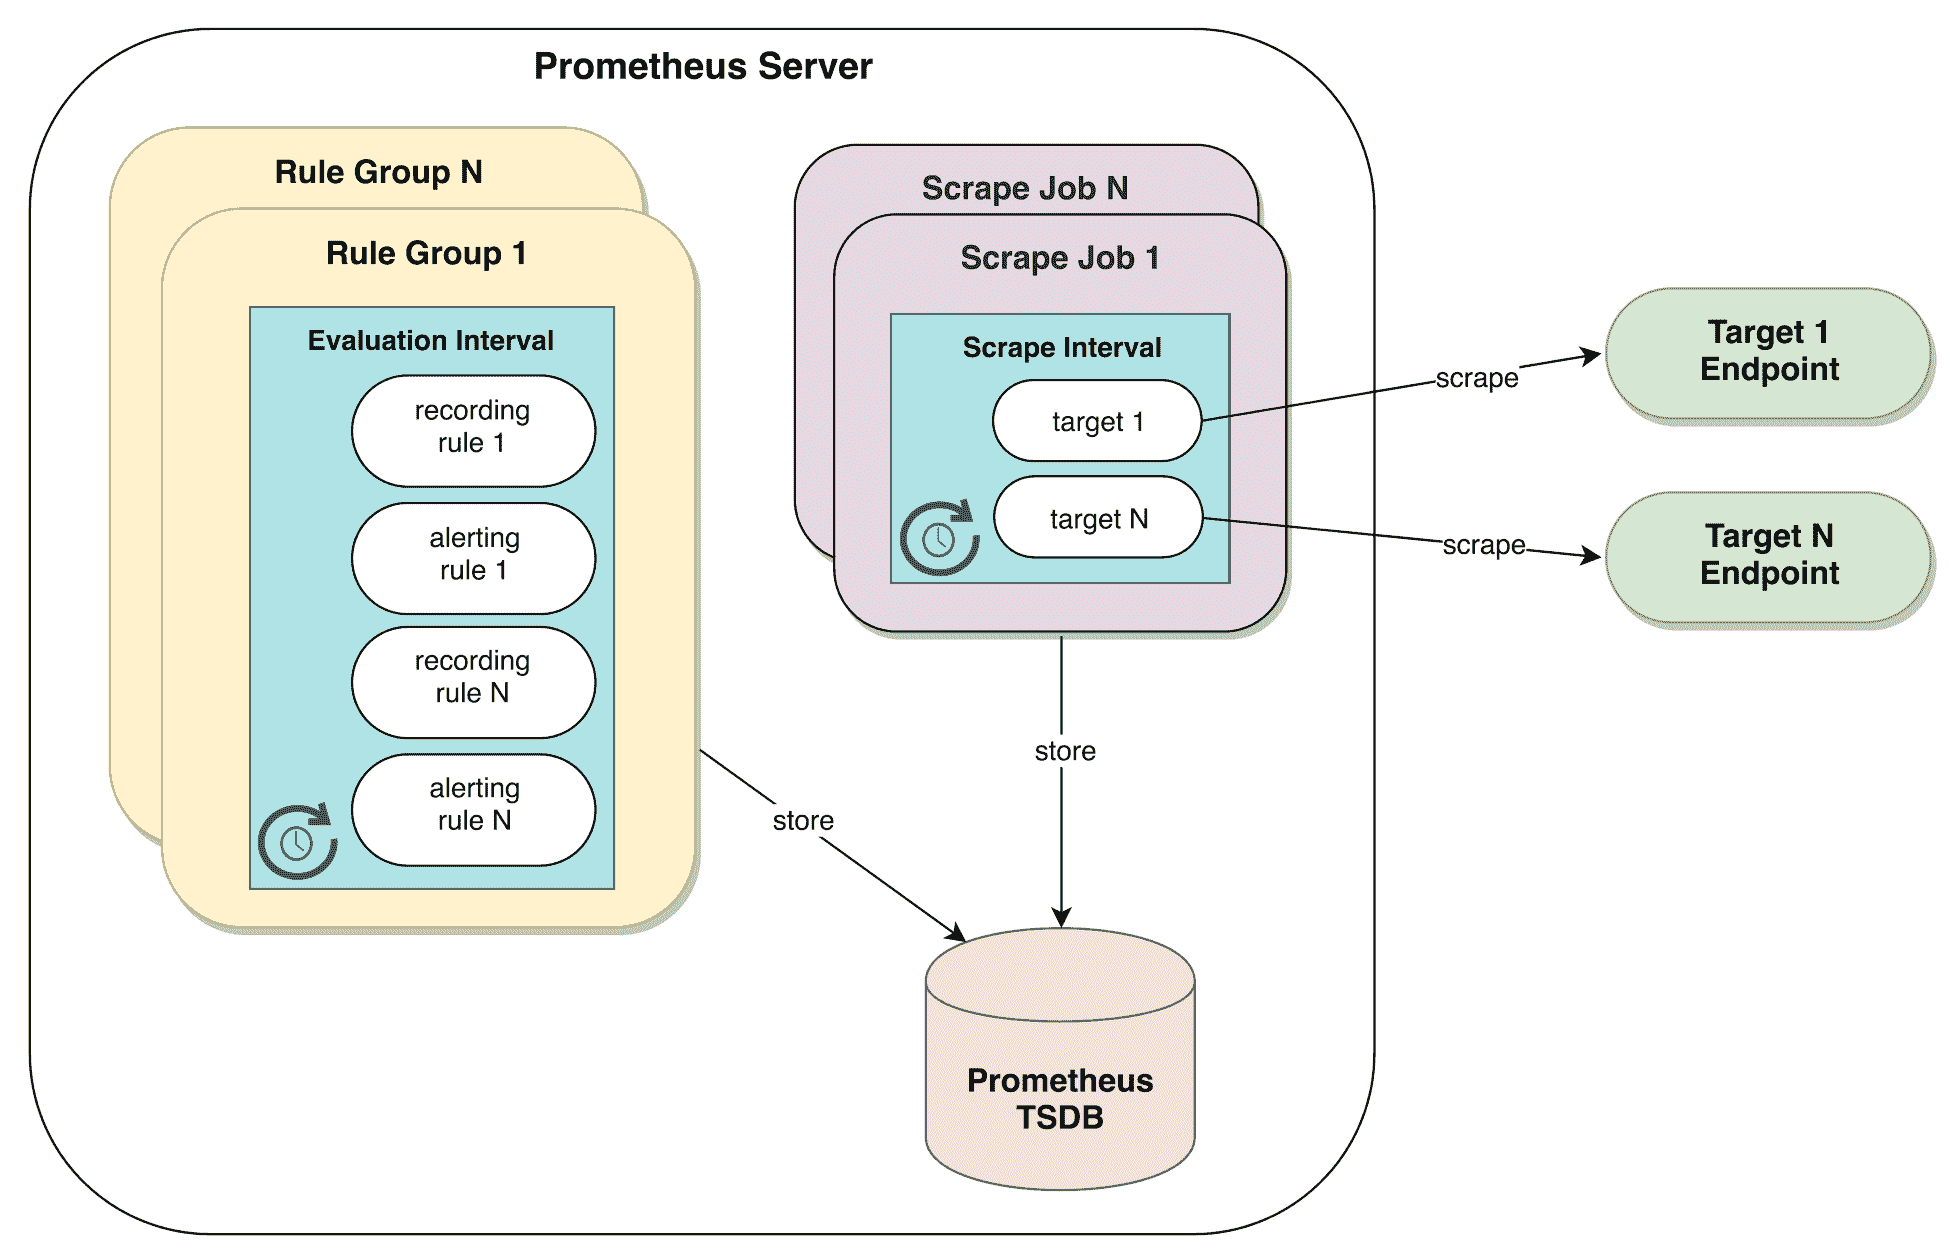 Prometheus Server
Rule Group N
Rule Group 1
Evaluation Interval
recording
rule 1
alerting
rule 1
recording
rule N
alerting
rule N
store
Scrape Job N
Scrape Job 1
Scrape Interval
target 1
target N
scrape
scrape
Target 1
Endpoint
Target N
Endpoint
store
Prometheus
TSDB